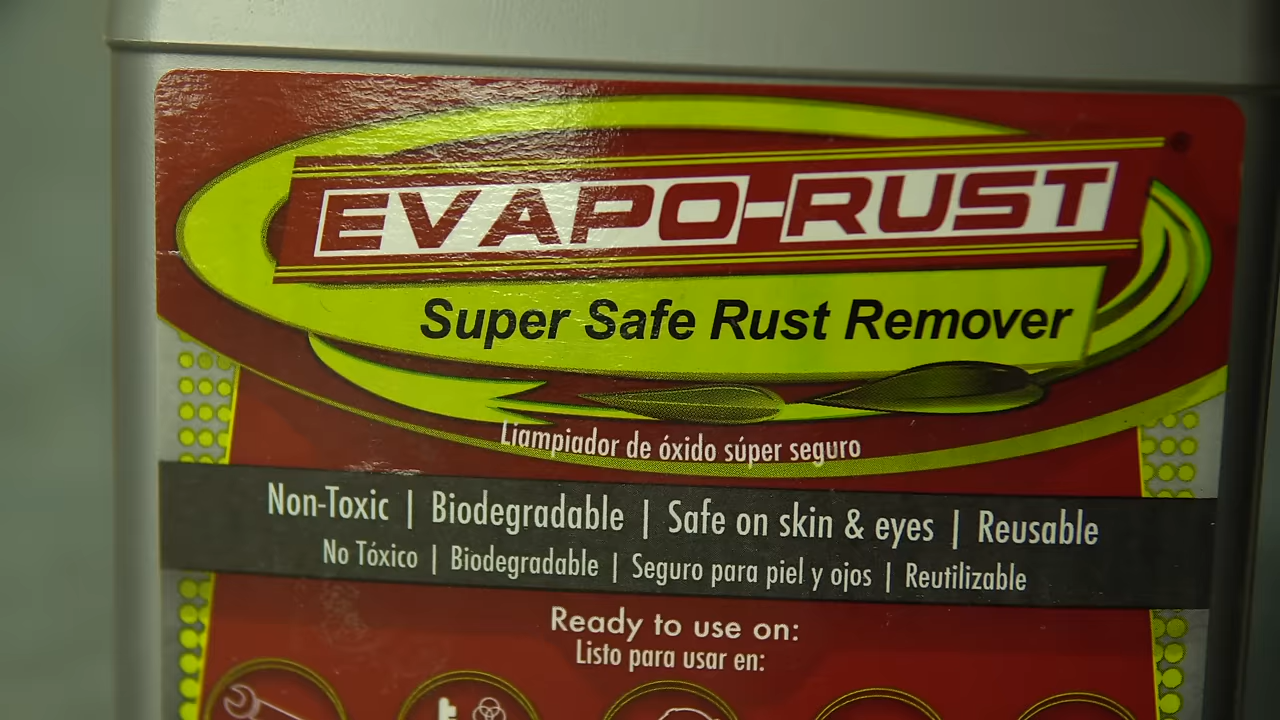 EVAPO-RUST
Super Safe Rust Remover
Liampiador de óxido súper seguro
Non-Toxic | Biodegradable | Safe on skin & eyes | Reusable
No Tóxico | Biodegradable | Seguro para piel y ojos | Reutilizable
Ready to use on:
Listo para usar en: